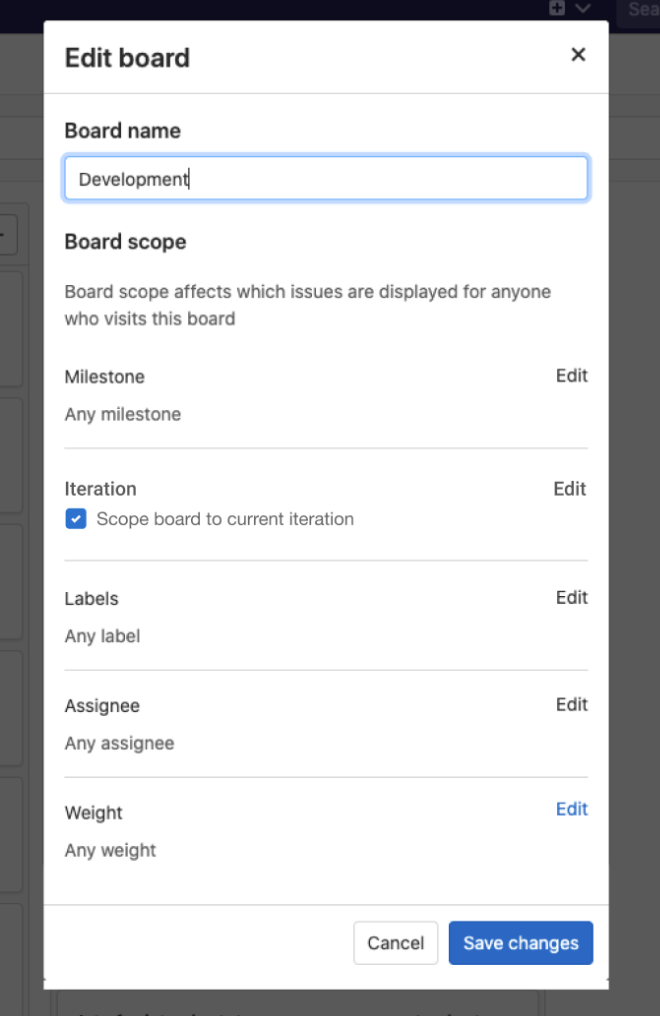 Edit board
Board name
Development
Board scope
Board scope affects which issues are displayed for anyone
who visits this board
Milestone Edit
Any milestone
Iteration Edit
Scope board to current iteration
Labels Edit
Any label
Assignee Edit
Any assignee
Weight Edit
Any weight
Cancel Save changes